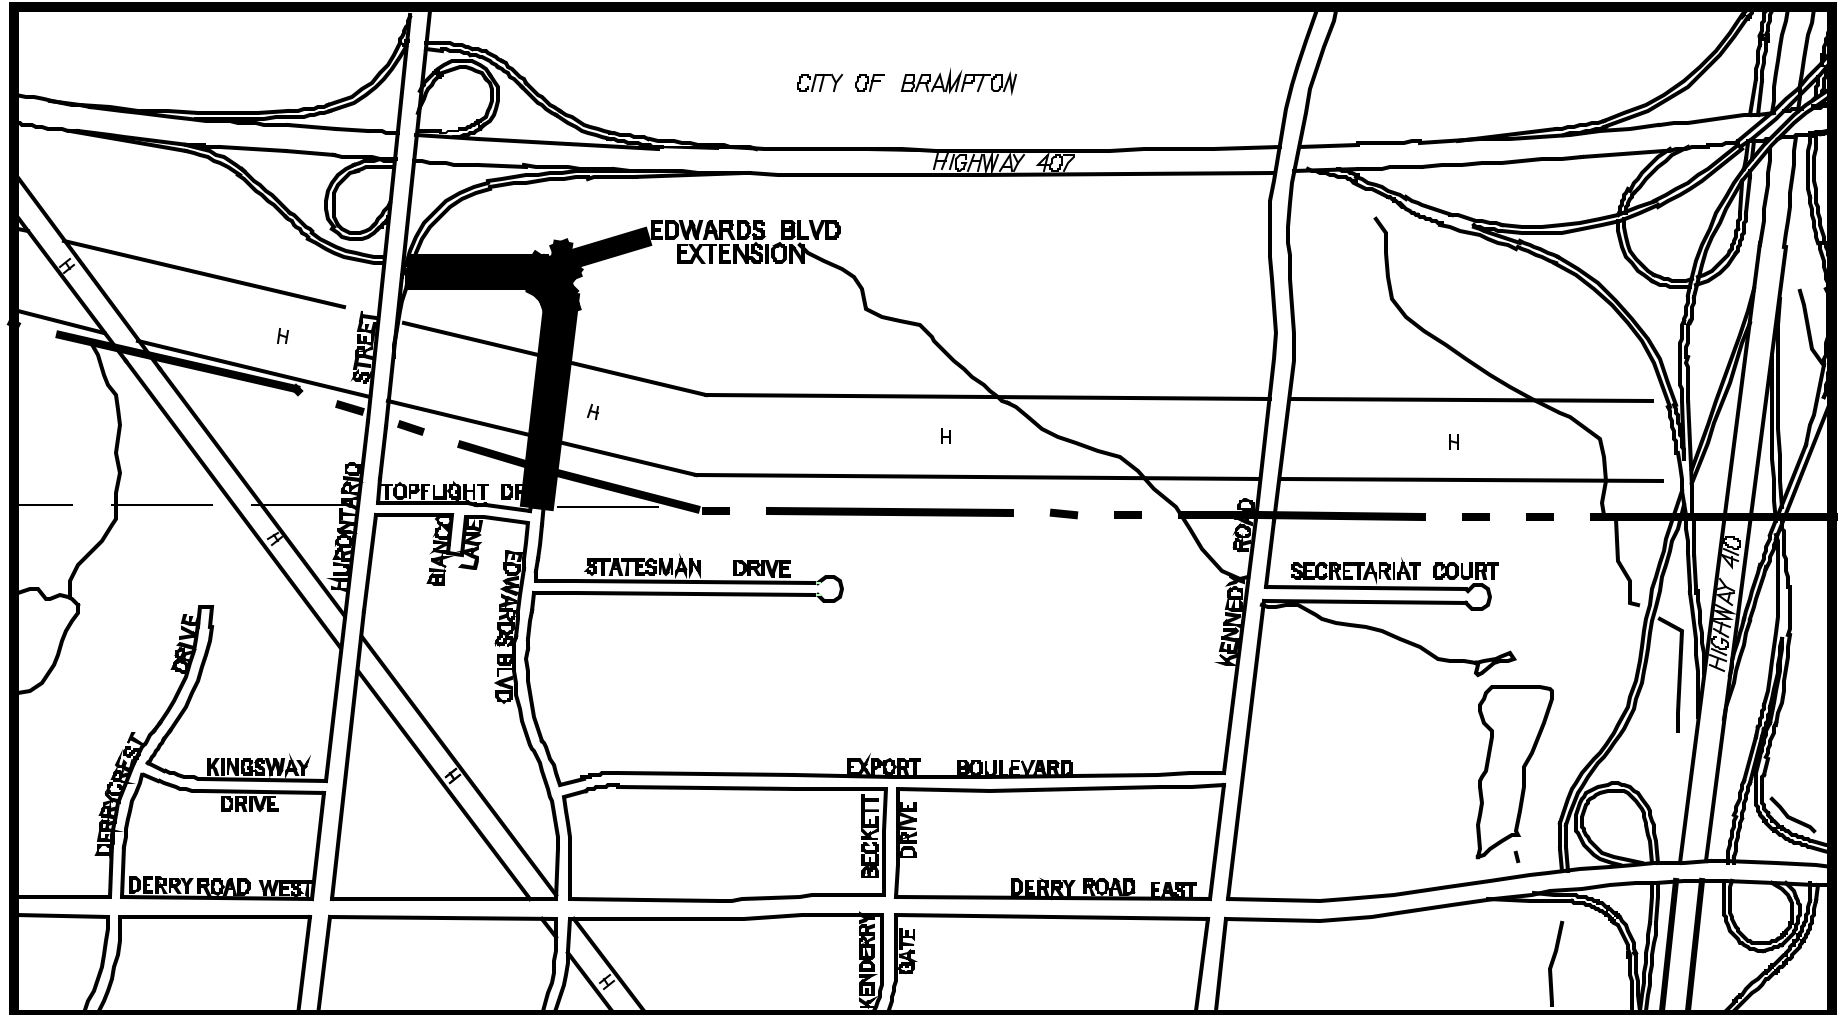 CITY OF BRAMPTON
HIGHWAY 407
EDWARDS BLVD
EXTENSION
H
H
STREET
H
H
H
HURONTARIO
TOPFLIGHT DR
BIANCO
LANE
H
EDWARDS BLVD
STATESMAN DRIVE
KENNEDY ROAD
SECRETARIAT COURT
HIGHWAY 410
DERRYCREST DRIVE
KINGSWAY
DRIVE
H
EXPORT BOULEVARD
BECKETT
DRIVE
DERRY ROAD WEST
DERRY ROAD EAST
KENDERRY
GATE
H